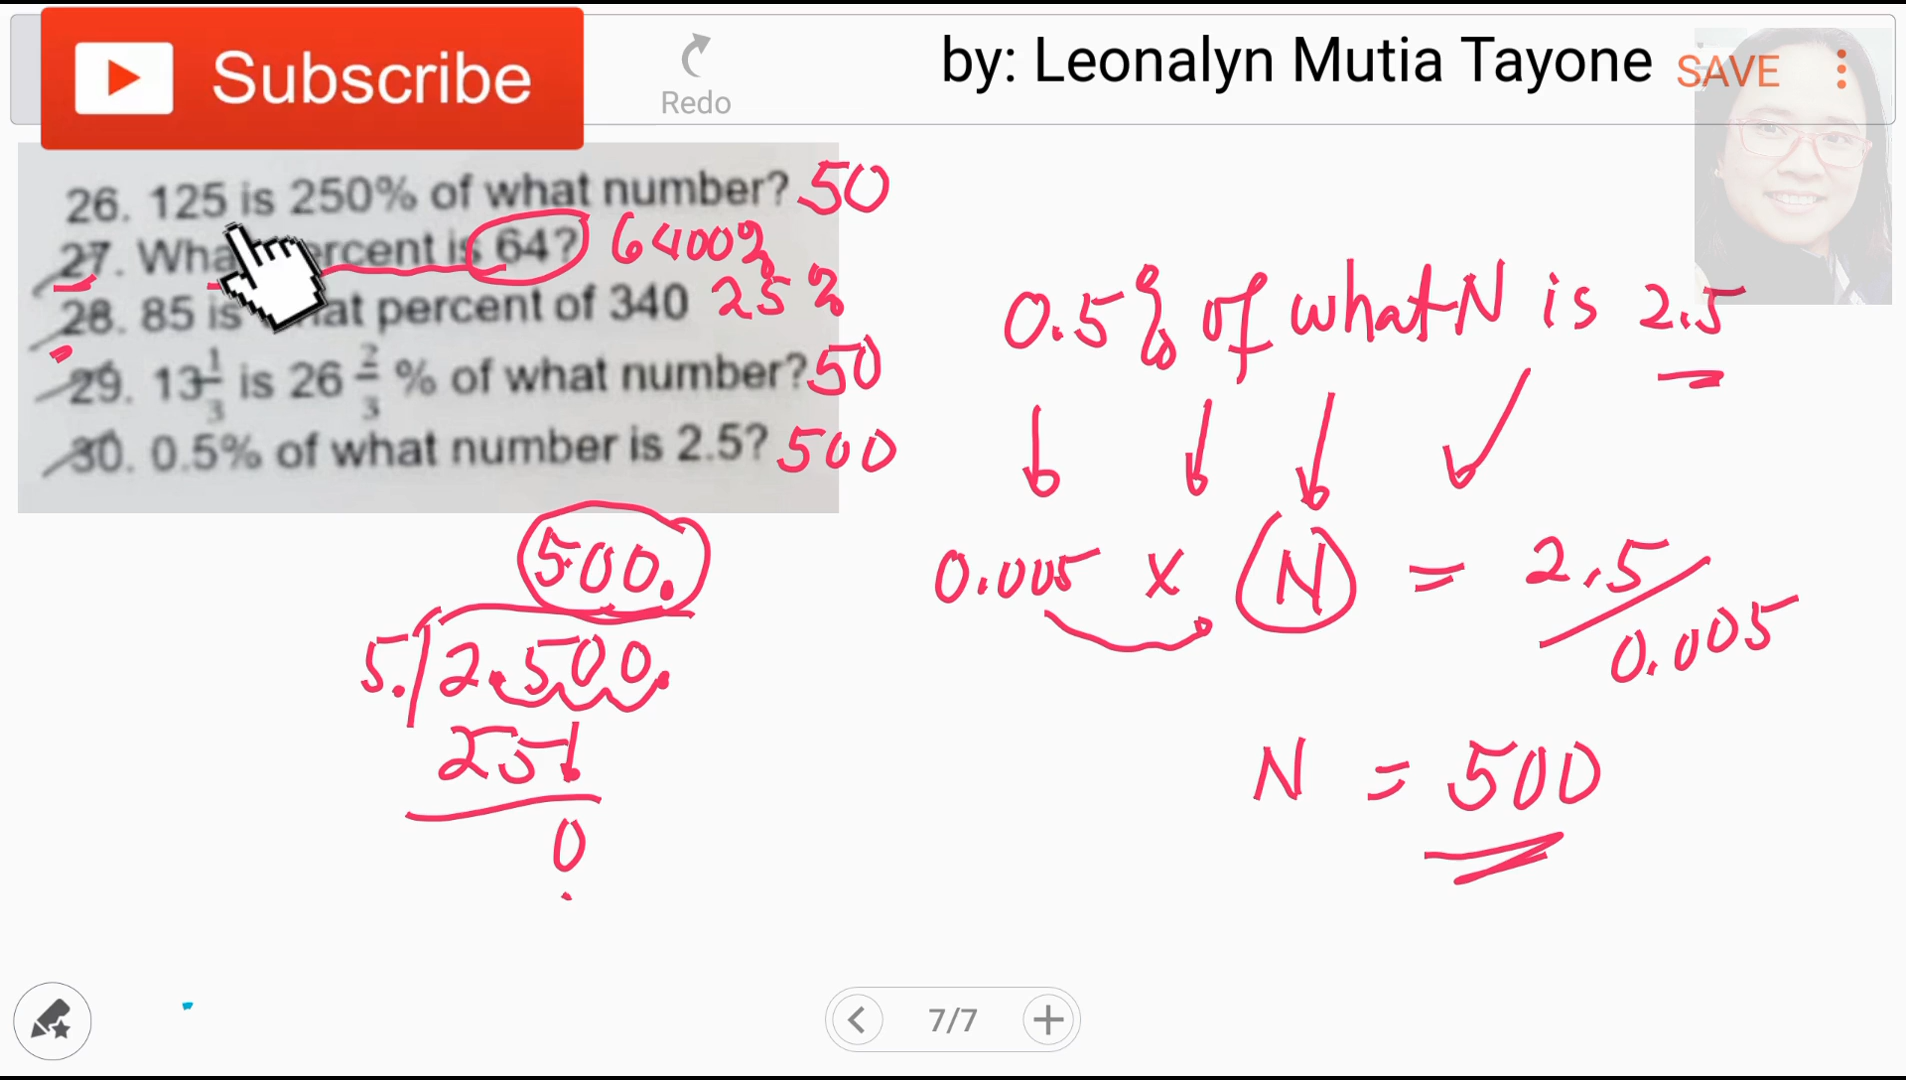 Subscribe
Redo
by: Leonalyn Mutia Tayone
SAVE
26. 125 is 250% of what number? 50
27. Wha ercent is 64? 6400%
28. 85 is at percent of 340 25%
29. 13 1/3 is 26 2/3 % of what number? 50
30. 0.5% of what number is 2.5? 500
0.5% of what N is 2.5
0.005 x N = 2.5/0.005
N = 500
500.
5. 2.500.
25
0
7/7